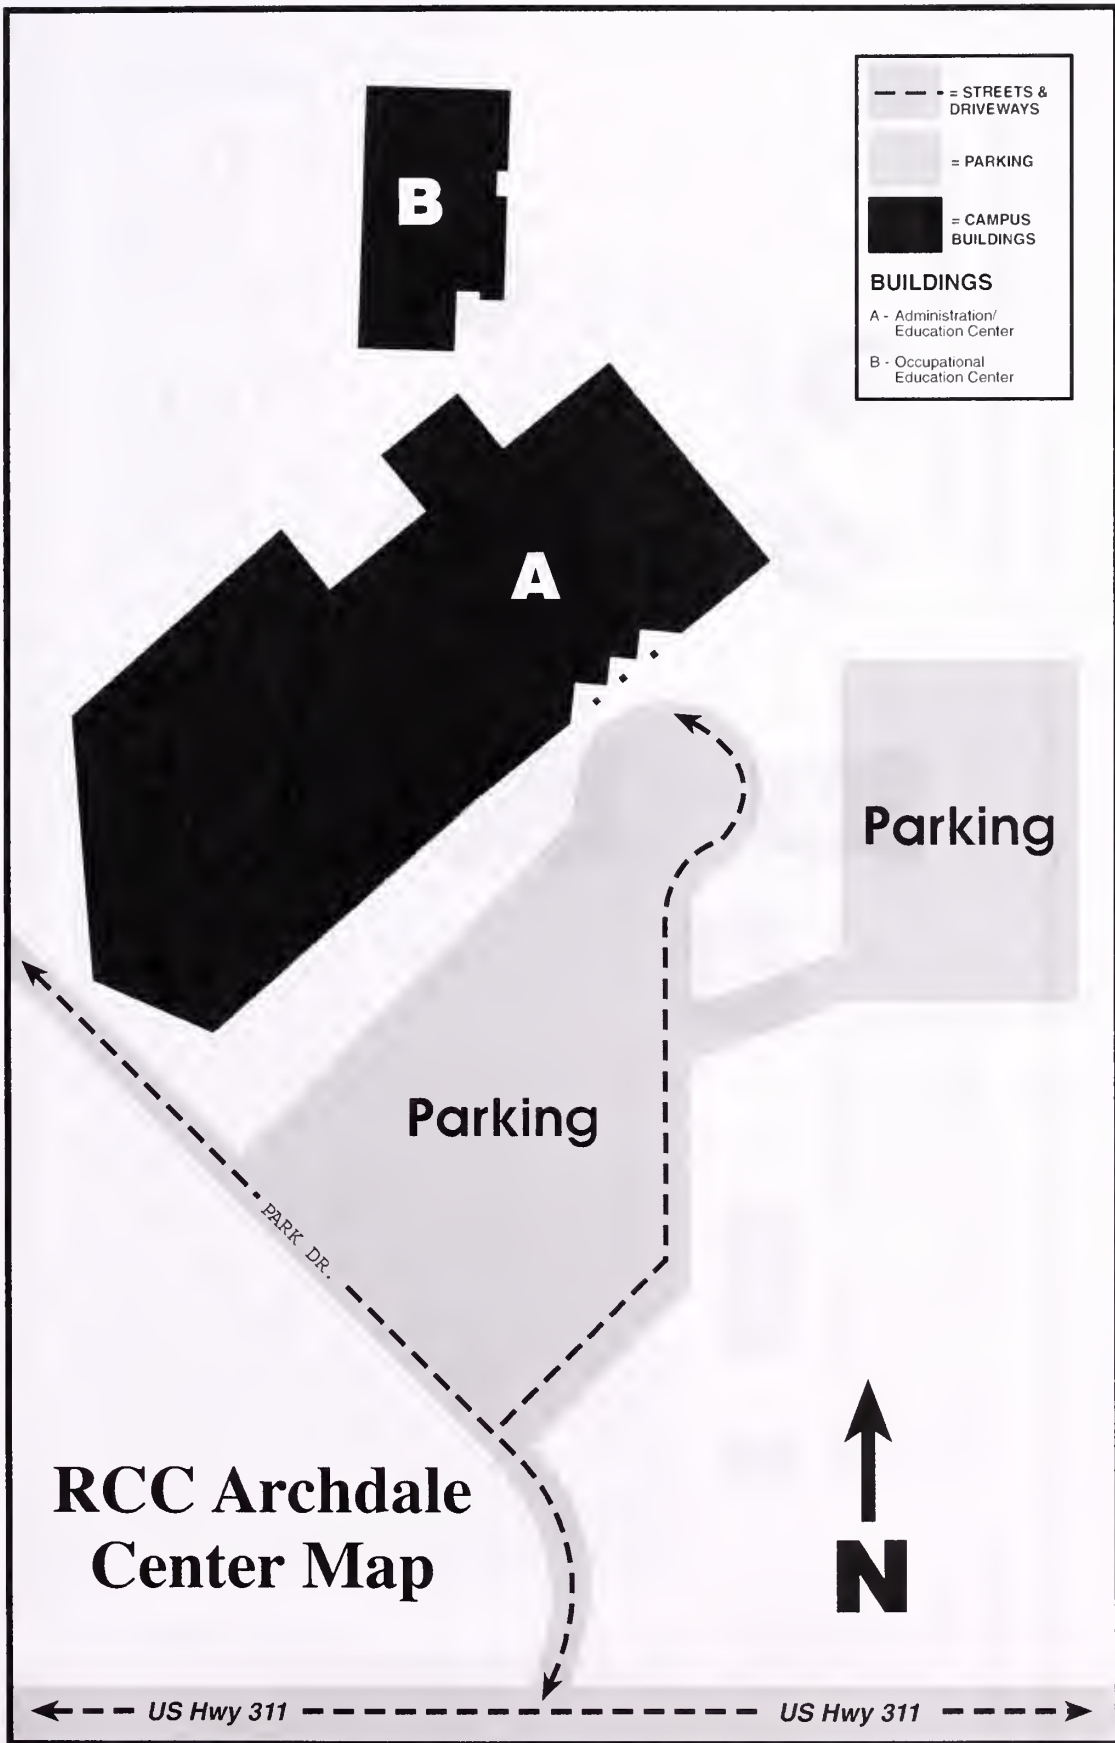 = STREETS &
DRIVEWAYS
= PARKING
= CAMPUS
BUILDINGS
BUILDINGS
A - Administration/
Education Center
B - Occupational
Education Center
B
A
Parking
Parking
PARK DR.
RCC Archdale
Center Map
N
US Hwy 311
US Hwy 311